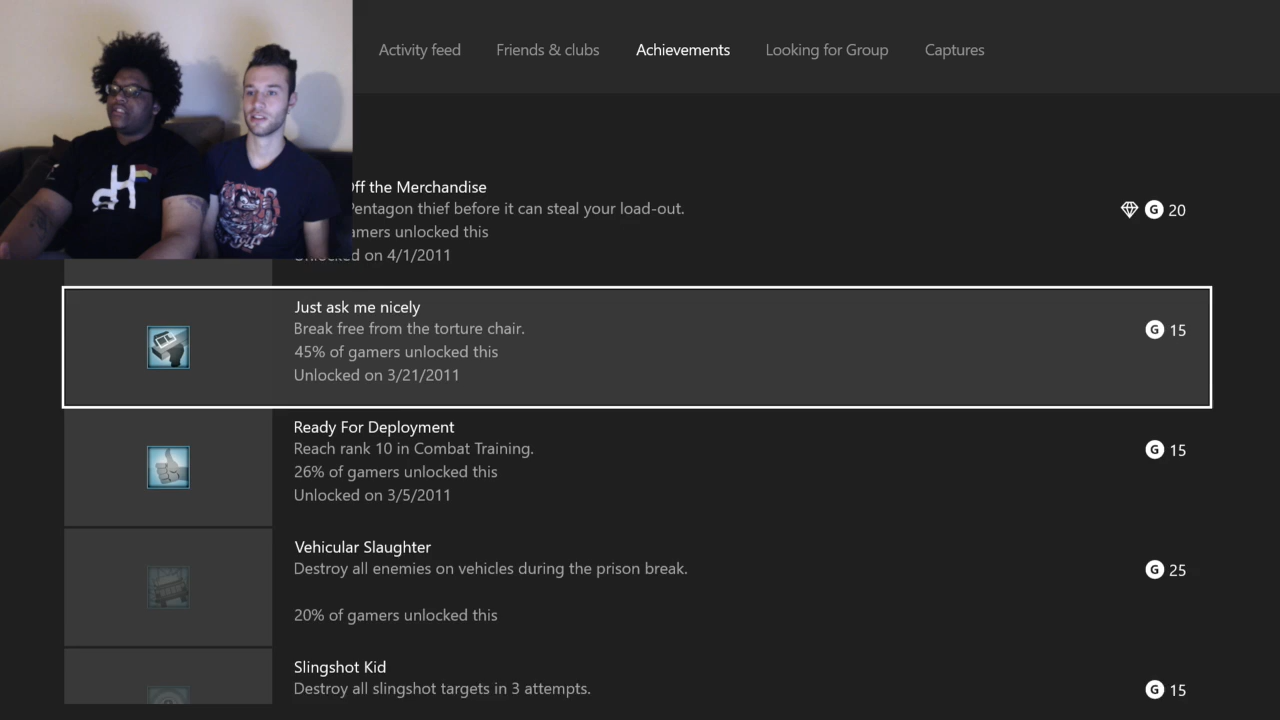 Activity feed
Friends & clubs
Achievements
Looking for Group
Captures
Off the Merchandise
Pentagon thief before it can steal your load-out.
G 20
gamers unlocked this
Unlocked on 4/1/2011
Just ask me nicely
Break free from the torture chair.
G 15
45% of gamers unlocked this
Unlocked on 3/21/2011
Ready For Deployment
Reach rank 10 in Combat Training.
G 15
26% of gamers unlocked this
Unlocked on 3/5/2011
Vehicular Slaughter
Destroy all enemies on vehicles during the prison break.
G 25
20% of gamers unlocked this
Slingshot Kid
Destroy all slingshot targets in 3 attempts.
G 15